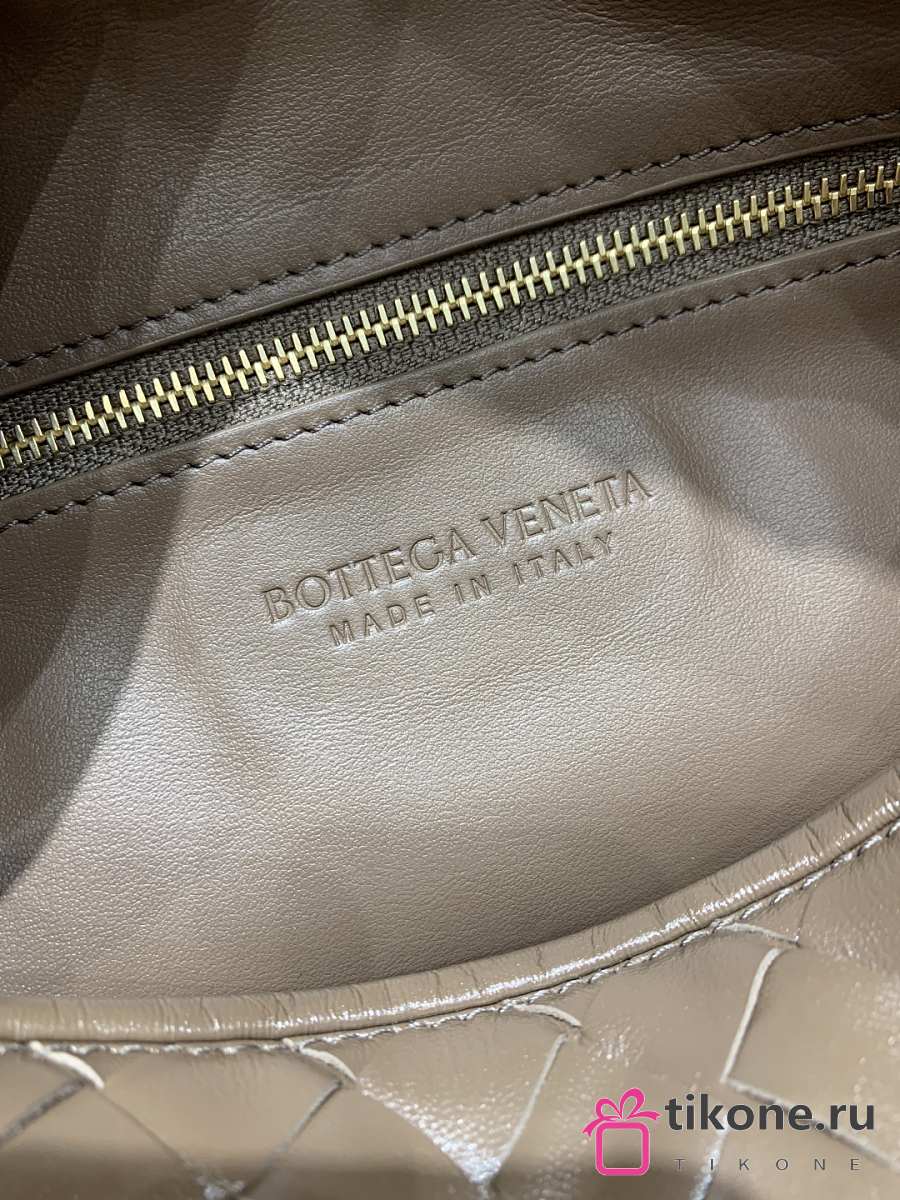 BOTTEGA VENETA
MADE IN ITALY
tikone.ru
TIKONE